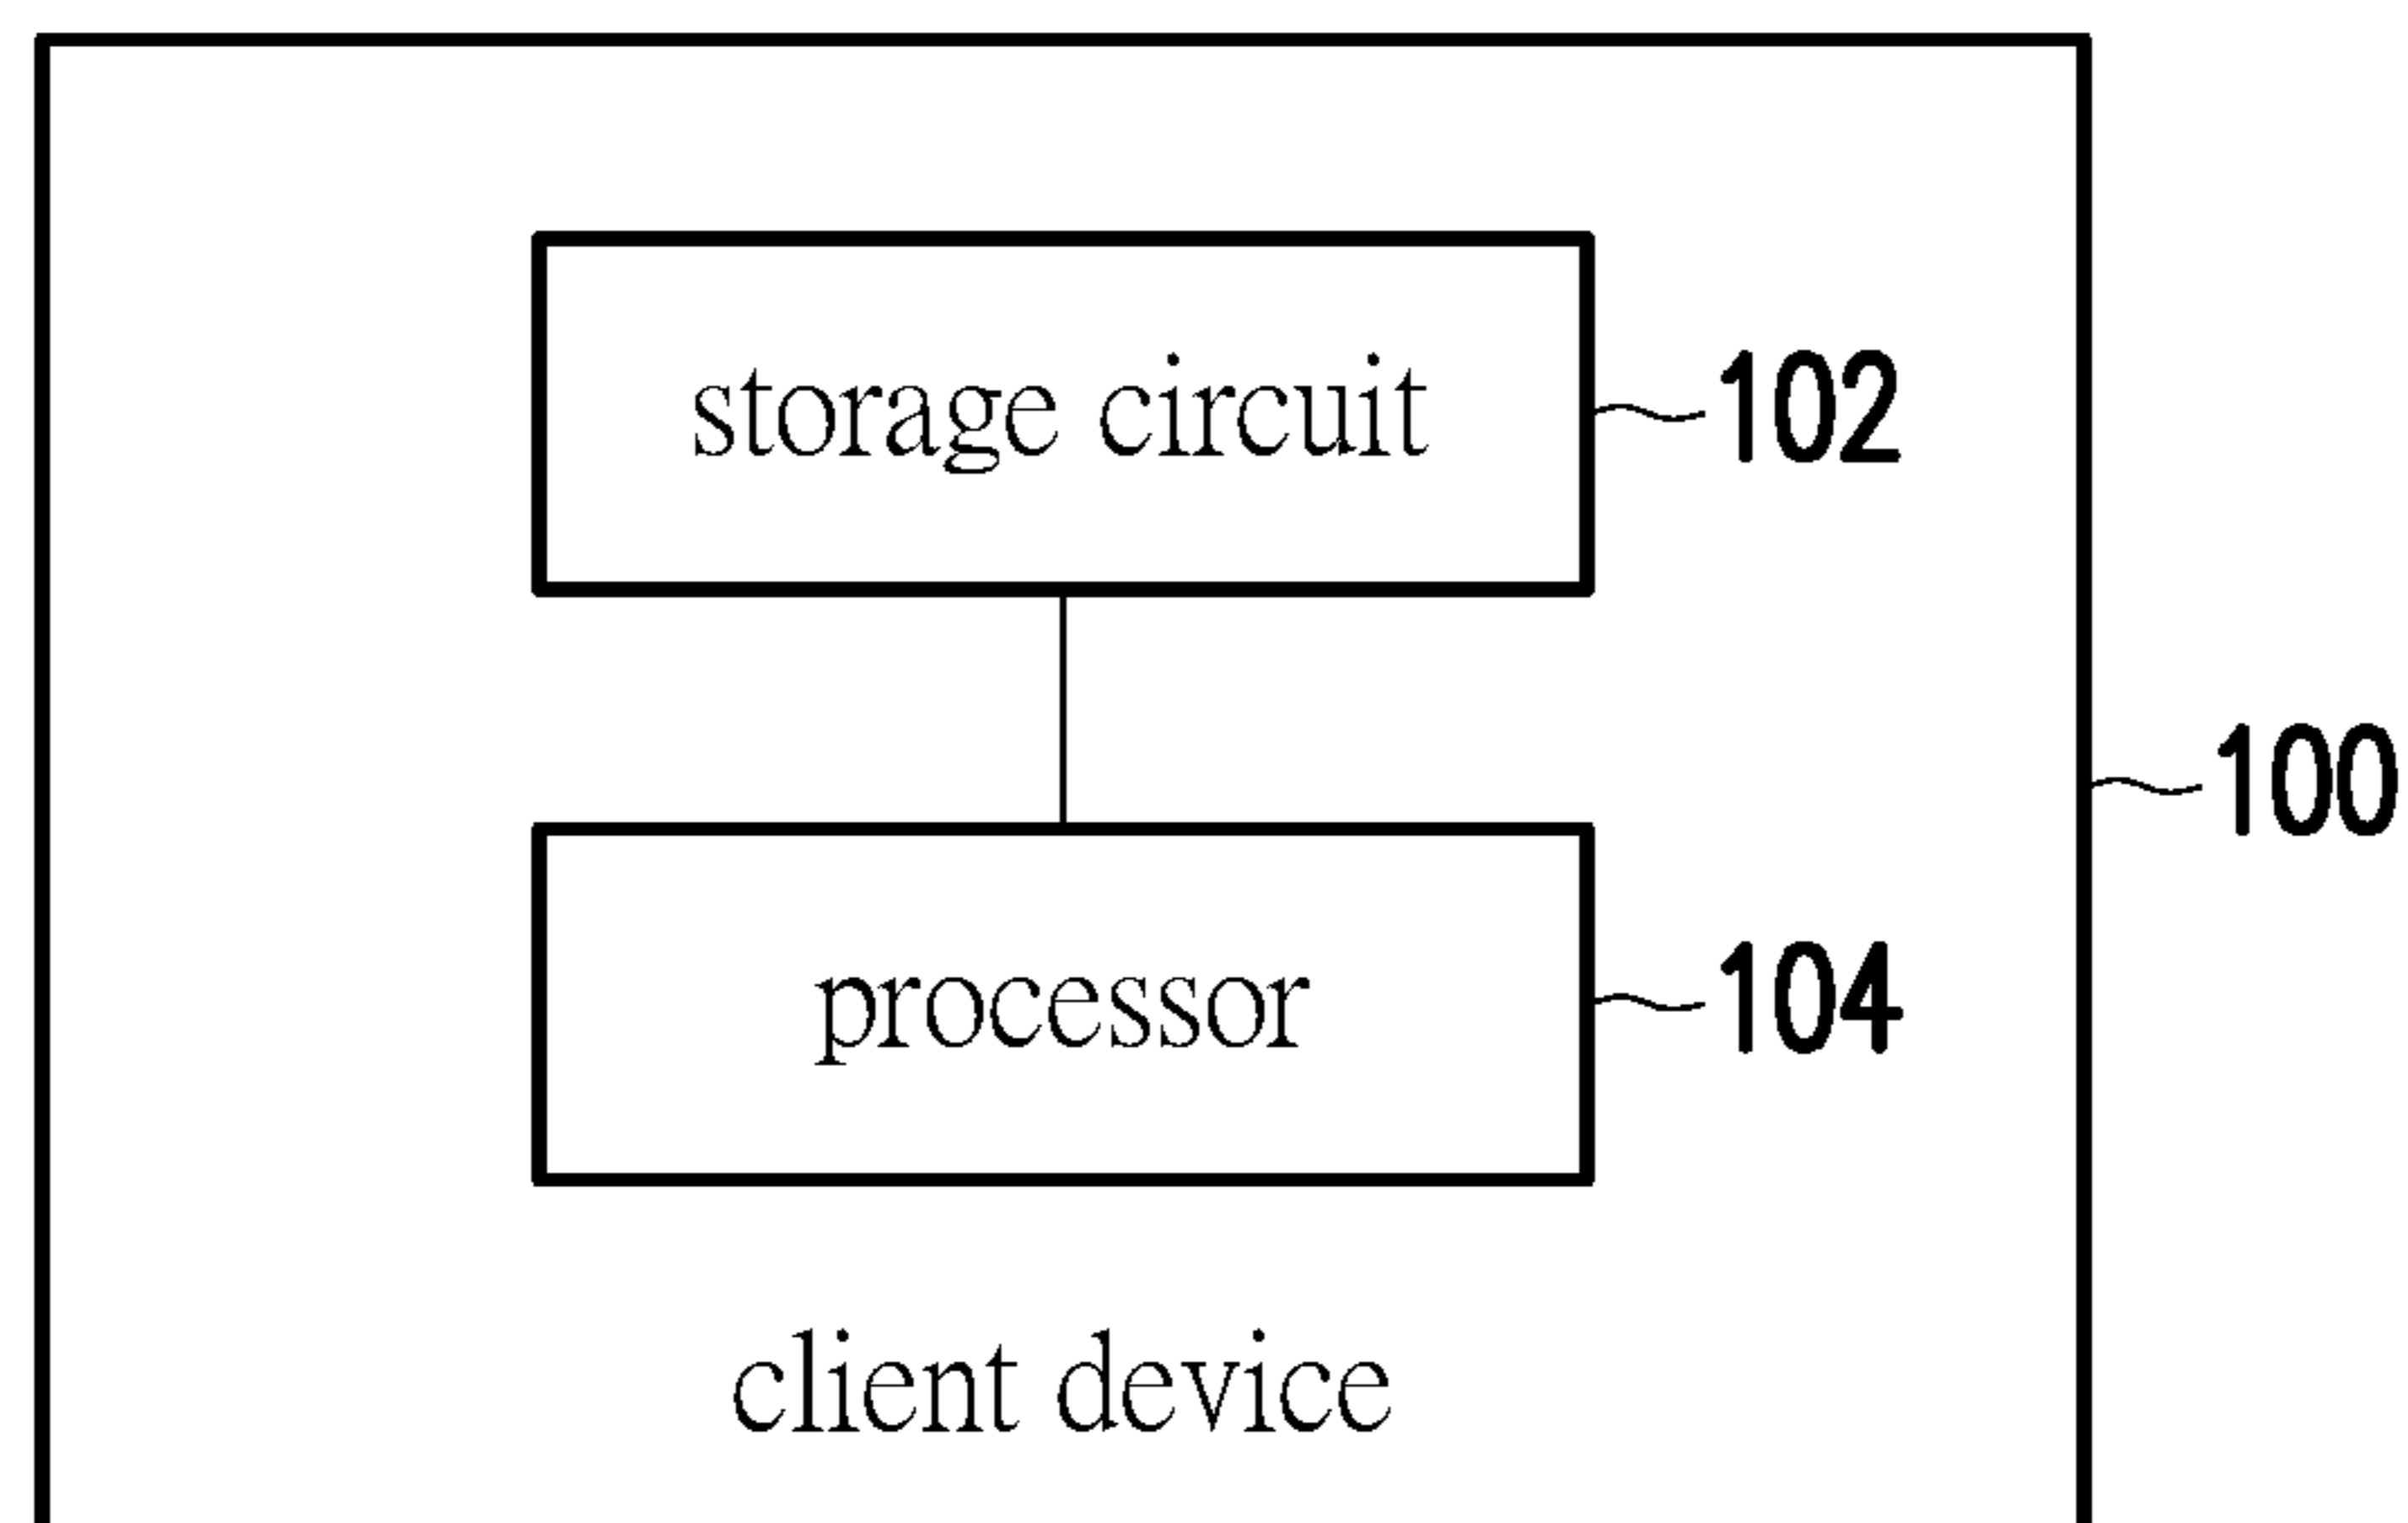 storage circuit
102
100
processor
104
client device